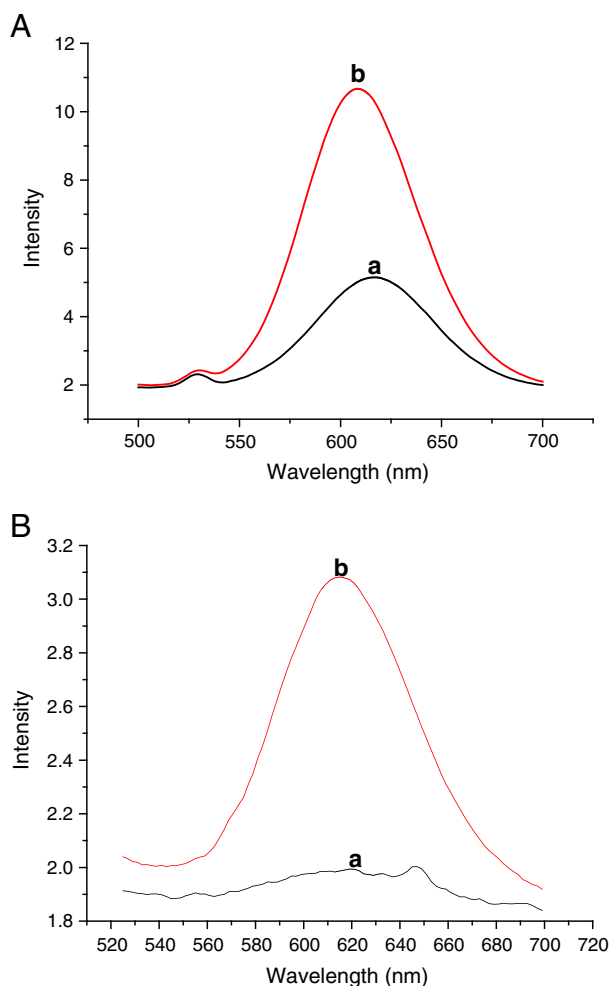 A
12
10
8
6
4
2
Intensity
b
a
500 550 600 650 700
Wavelength (nm)
B
3.2
3.0
2.8
2.6
2.4
2.2
2.0
1.8
Intensity
b
a
520 540 560 580 600 620 640 660 680 700 720
Wavelength (nm)